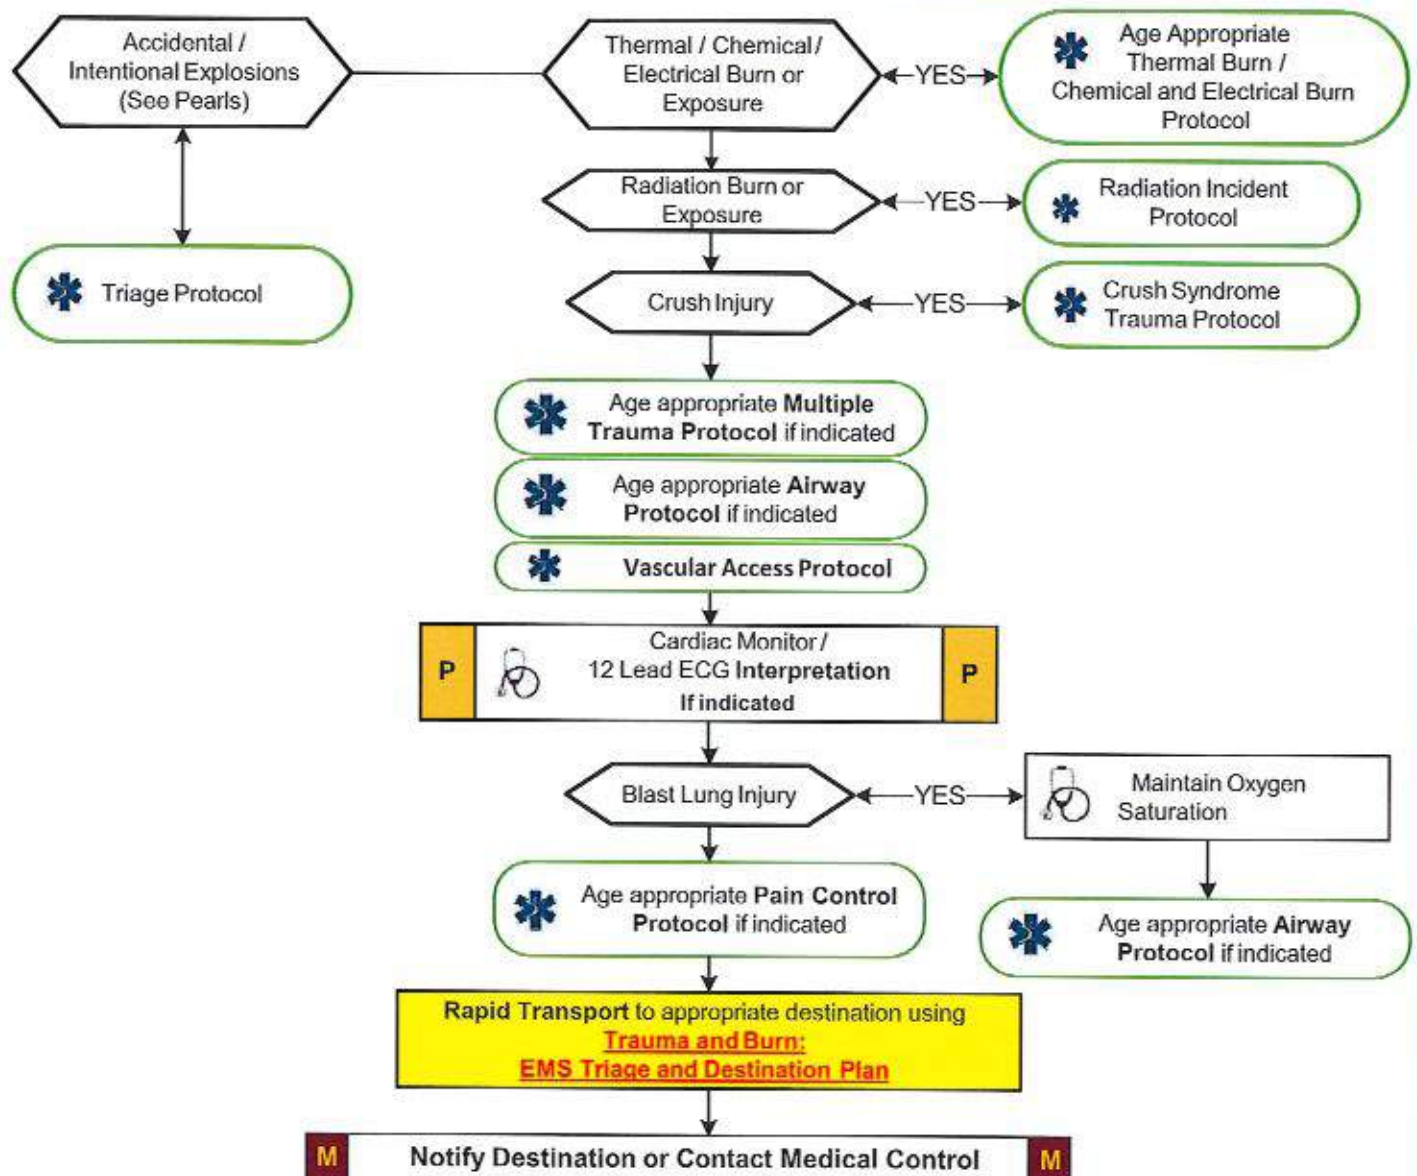 Accidental /
Intentional Explosions
(See Pearls)
Thermal / Chemical /
Electrical Burn or
Exposure
YES
Age Appropriate
Thermal Burn /
Chemical and Electrical Burn
Protocol
Radiation Burn or
Exposure
YES
Radiation Incident
Protocol
Triage Protocol
Crush Injury
YES
Crush Syndrome
Trauma Protocol
Age appropriate Multiple
Trauma Protocol if indicated
Age appropriate Airway
Protocol if indicated
Vascular Access Protocol
P
Cardiac Monitor /
12 Lead ECG Interpretation
If indicated
P
Blast Lung Injury
YES
Maintain Oxygen
Saturation
Age appropriate Pain Control
Protocol if indicated
Age appropriate Airway
Protocol if indicated
Rapid Transport to appropriate destination using
Trauma and Burn:
EMS Triage and Destination Plan
M
Notify Destination or Contact Medical Control
M